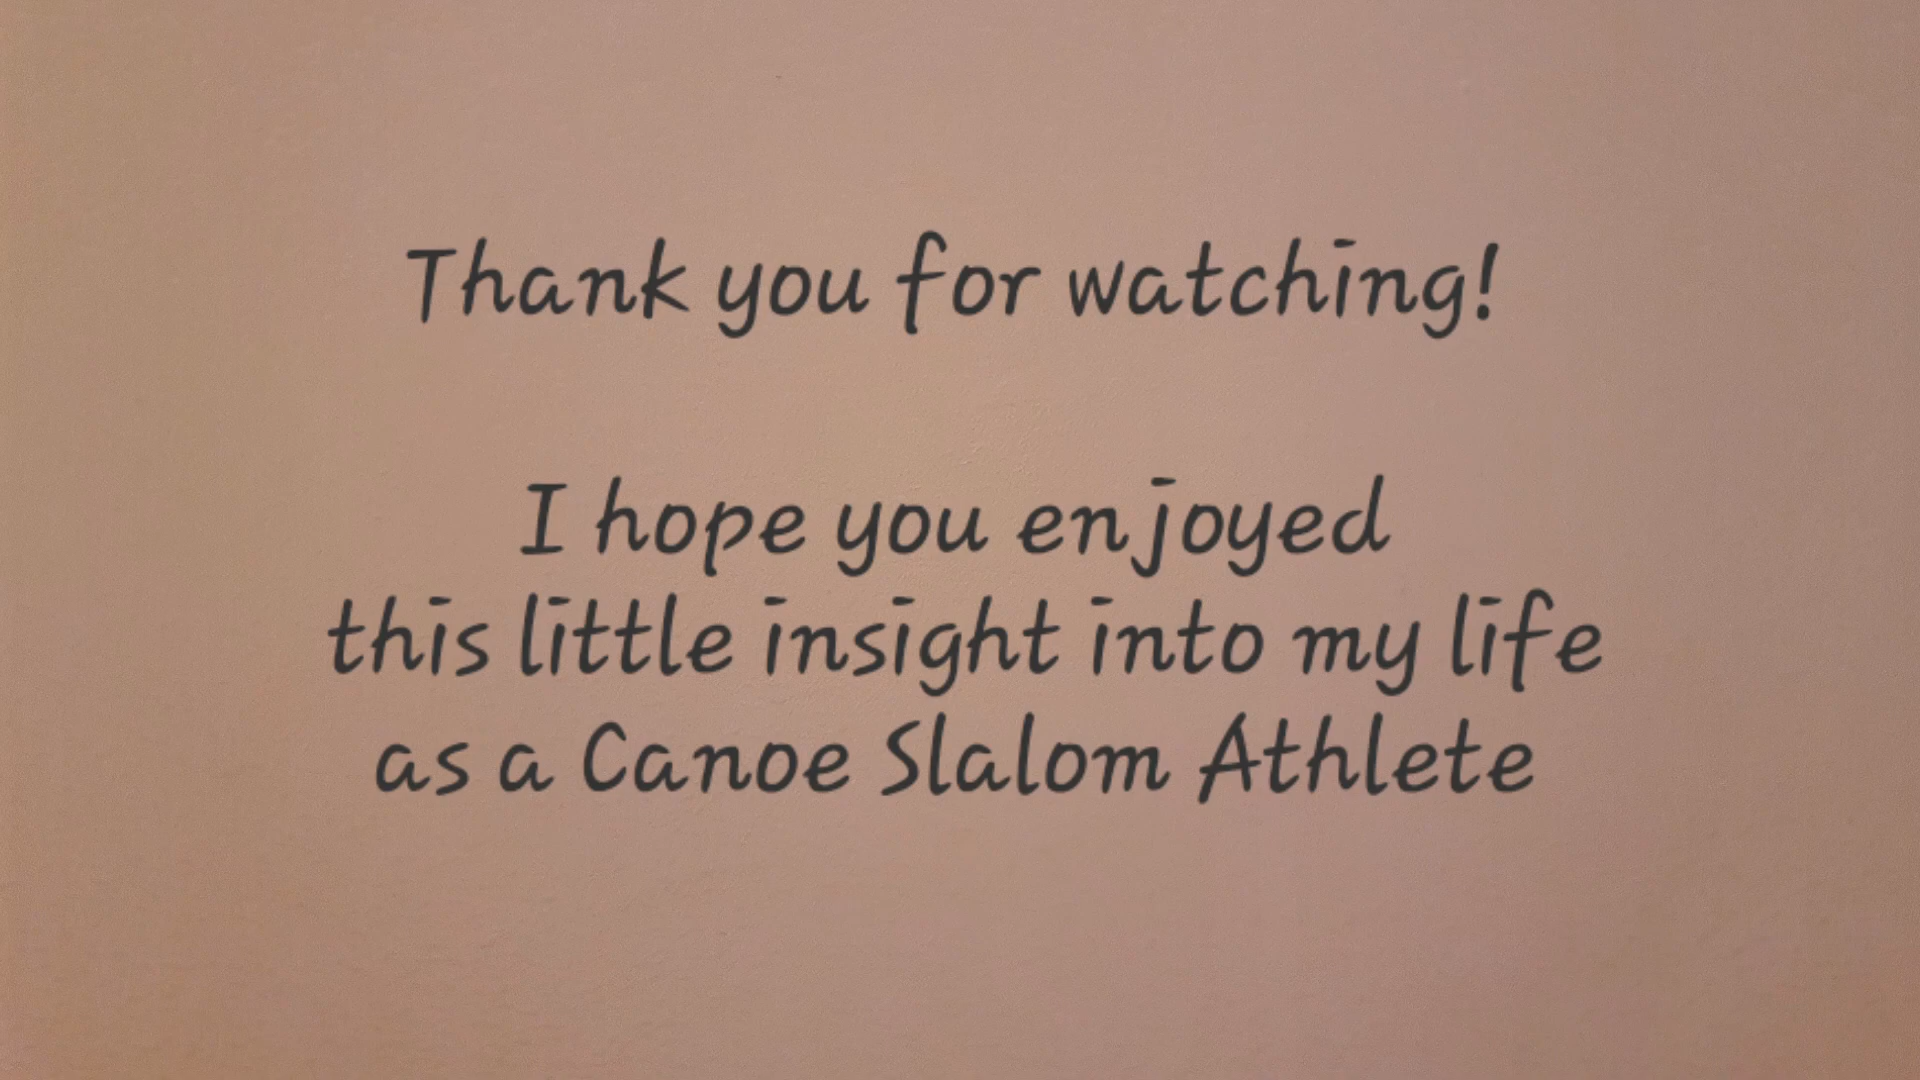 Thank you for watching!
I hope you enjoyed
this little insight into my life
as a Canoe Slalom Athlete